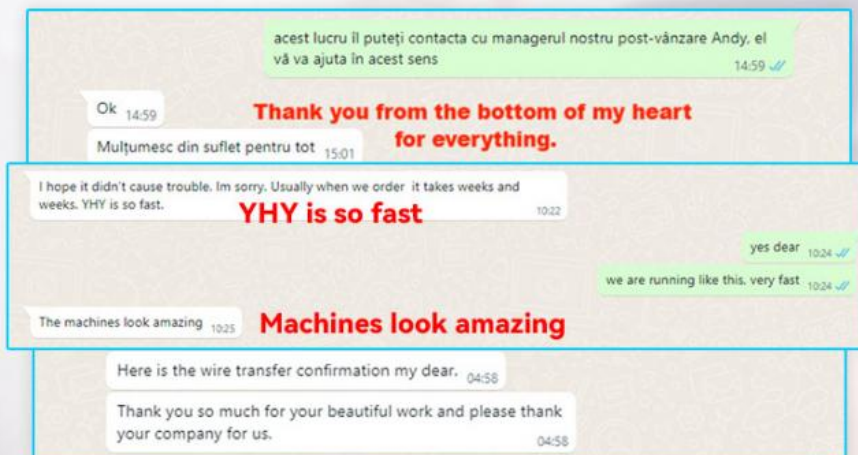 acest lucru îl puteți contacta cu managerul nostru post-vânzare Andy, el
vă va ajuta în acest sens
14:59
Ok 14:59
Thank you from the bottom of my heart
for everything.
Mulțumesc din suflet pentru tot 15:01
I hope it didn't cause trouble. Im sorry. Usually when we order it takes weeks and
weeks. YHY is so fast.
10:22
YHY is so fast
yes dear 10:24
we are running like this. very fast 10:24
The machines look amazing 10:25
Machines look amazing
Here is the wire transfer confirmation my dear. 04:58
Thank you so much for your beautiful work and please thank
your company for us.
04:58